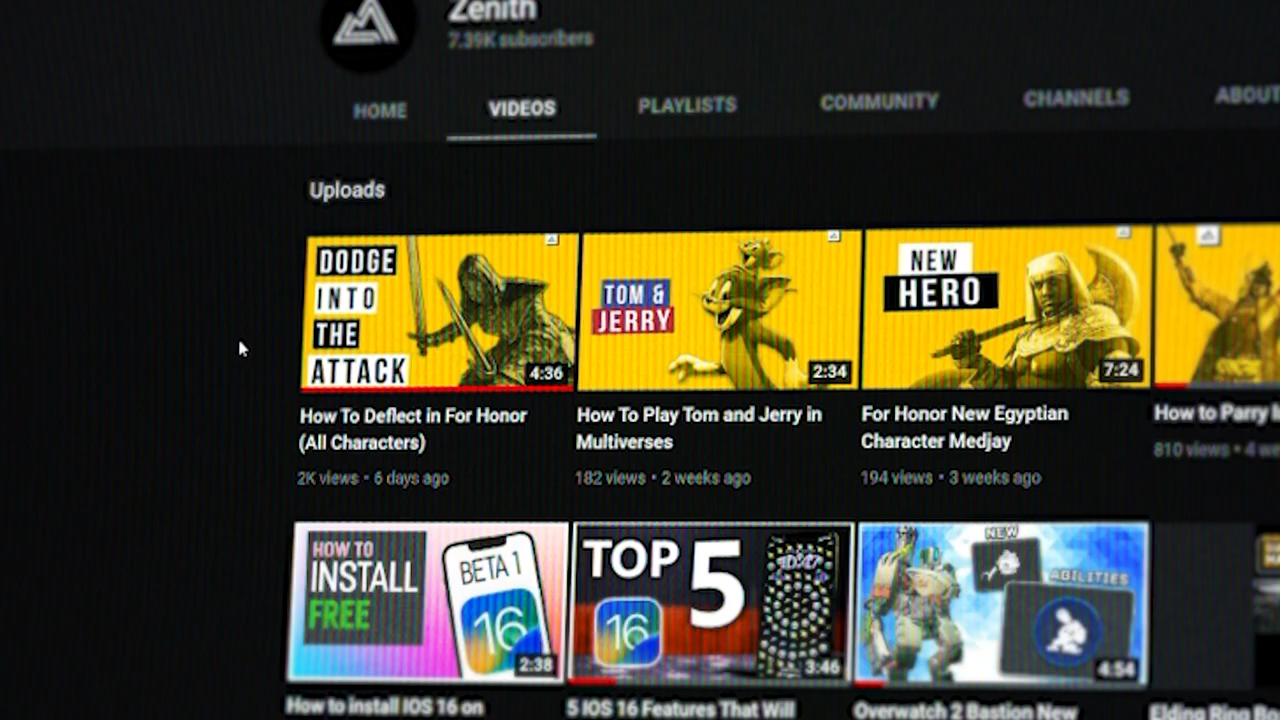 Zenith
7.39K subscribers
HOME VIDEOS PLAYLISTS COMMUNITY CHANNELS ABOUT
Uploads
DODGE
INTO
THE
ATTACK
4:36
TOM &
JERRY
2:34
NEW
HERO
7:24
How To Deflect in For Honor
(All Characters)
2K views • 6 days ago
How To Play Tom and Jerry in
Multiverses
182 views • 2 weeks ago
For Honor New Egyptian
Character Medjay
194 views • 3 weeks ago
How to Parry
810 views • 4
HOW TO
INSTALL
FREE
BETA 1
16
2:38
TOP 5
16
3:46
NEW
ABILITIES
4:54
How to install IOS 16 on
5 IOS 16 Features That Will
Overwatch 2 Bastion New
Elding Ring